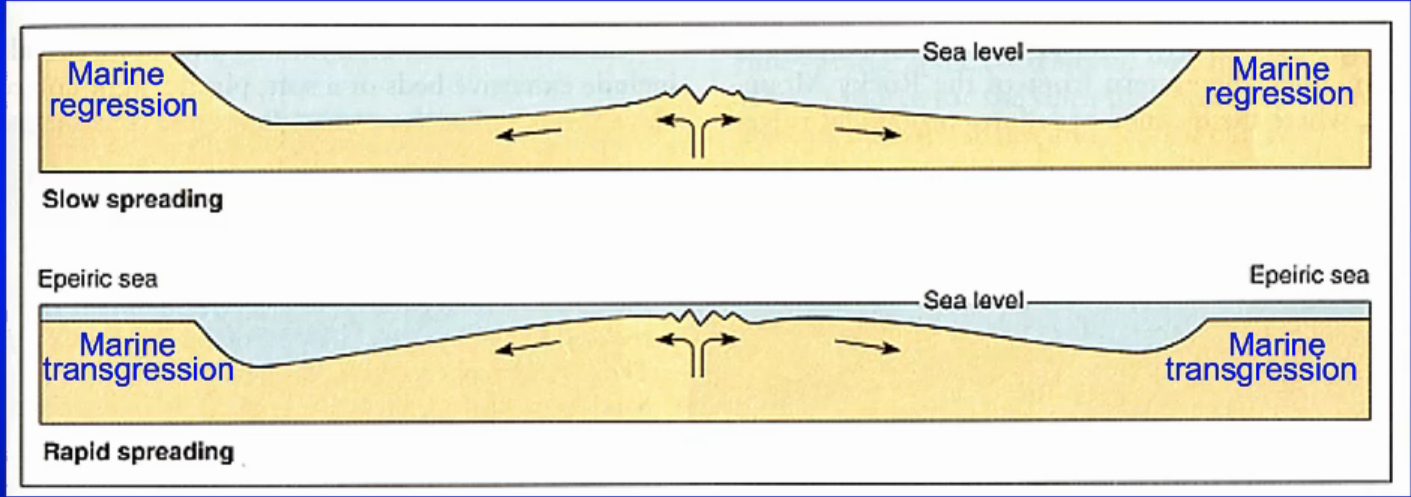 Sea level
Marine
regression
Marine
regression
Slow spreading
Epeiric sea
Epeiric sea
Sea level
Marine
transgression
Marine
transgression
Rapid spreading